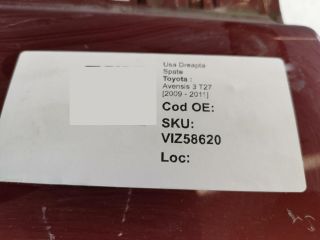 Usa Dreapta
Spate
Toyota :
Avensis 3 T27
[2009 - 2011]
Cod OE:
SKU:
VIZ58620
Loc: